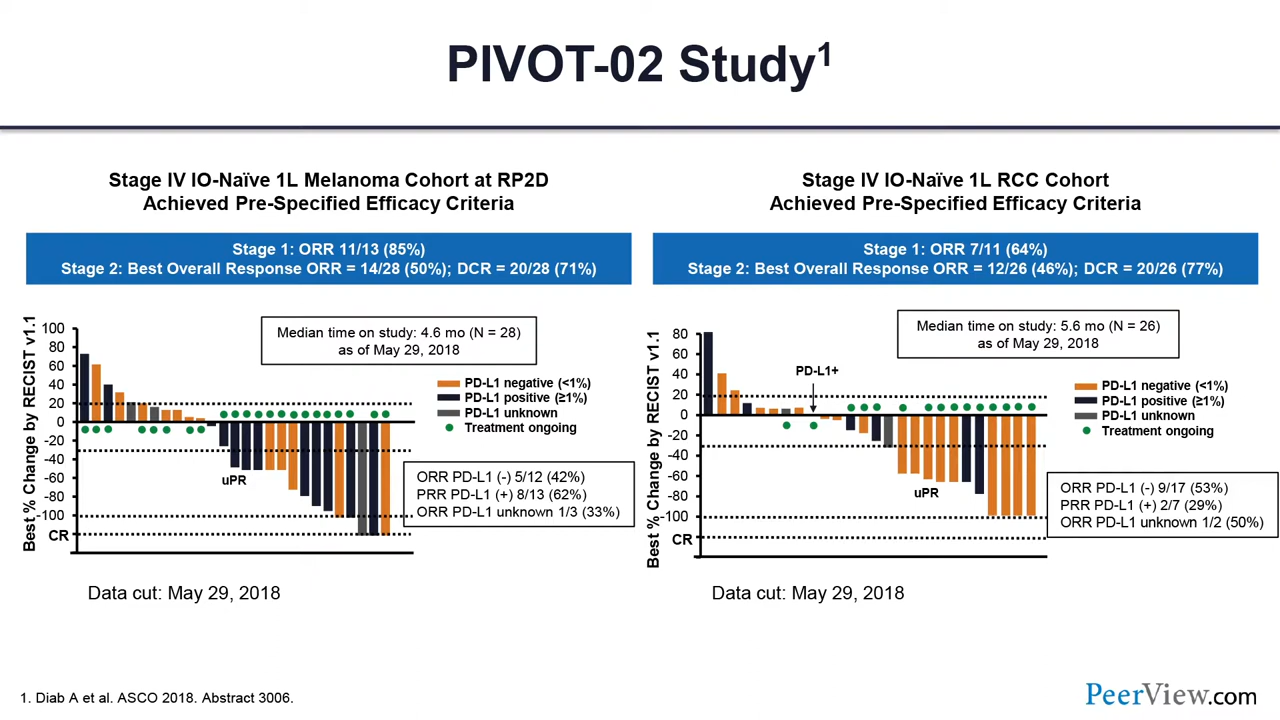 PIVOT-02 Study1
Stage IV IO-Naïve 1L Melanoma Cohort at RP2D
Achieved Pre-Specified Efficacy Criteria
Stage 1: ORR 11/13 (85%)
Stage 2: Best Overall Response ORR = 14/28 (50%); DCR = 20/28 (71%)
Best % Change by RECIST v1.1
100
80
60
40
20
0
-20
-40
-60
-80
-100
CR
Median time on study: 4.6 mo (N = 28)
as of May 29, 2018
PD-L1 negative (<1%)
PD-L1 positive (≥1%)
PD-L1 unknown
Treatment ongoing
uPR
ORR PD-L1 (-) 5/12 (42%)
PRR PD-L1 (+) 8/13 (62%)
ORR PD-L1 unknown 1/3 (33%)
Data cut: May 29, 2018
Stage IV IO-Naïve 1L RCC Cohort
Achieved Pre-Specified Efficacy Criteria
Stage 1: ORR 7/11 (64%)
Stage 2: Best Overall Response ORR = 12/26 (46%); DCR = 20/26 (77%)
Best % Change by RECIST v1.1
80
60
40
20
0
-20
-40
-60
-80
-100
CR
Median time on study: 5.6 mo (N = 26)
as of May 29, 2018
PD-L1+
PD-L1 negative (<1%)
PD-L1 positive (≥1%)
PD-L1 unknown
Treatment ongoing
uPR
ORR PD-L1 (-) 9/17 (53%)
PRR PD-L1 (+) 2/7 (29%)
ORR PD-L1 unknown 1/2 (50%)
Data cut: May 29, 2018
1. Diab A et al. ASCO 2018. Abstract 3006.
PeerView.com